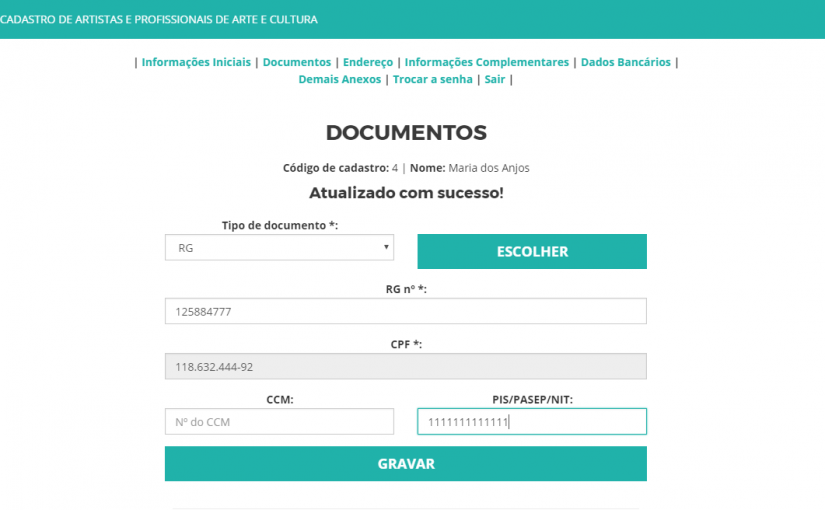 CADASTRO DE ARTISTAS E PROFISSIONAIS DE ARTE E CULTURA
| Informações Iniciais | Documentos | Endereço | Informações Complementares | Dados Bancários |
Demais Anexos | Trocar a senha | Sair |
DOCUMENTOS
Código de cadastro: 4 | Nome: Maria dos Anjos
Atualizado com sucesso!
Tipo de documento *:
RG
ESCOLHER
RG nº *:
125884777
CPF *:
118.632.444-92
CCM:
PIS/PASEP/NIT:
Nº do CCM
1111111111111
GRAVAR